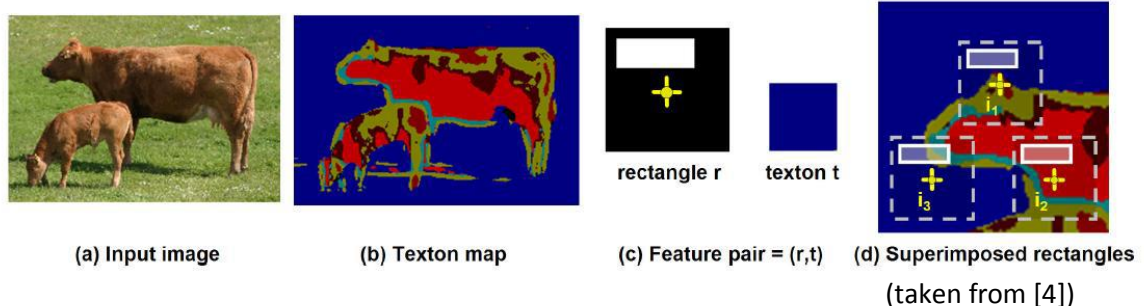 rectangle r
texton t
i1
i2
i3
(a) Input image
(b) Texton map
(c) Feature pair = (r,t)
(d) Superimposed rectangles
(taken from [4])